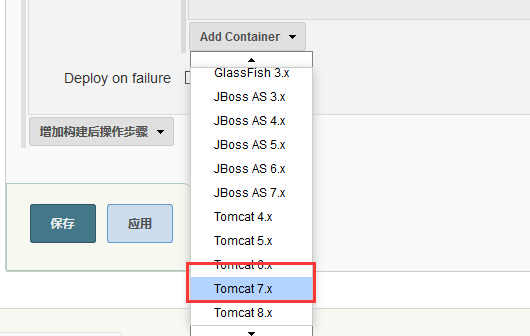 Add Container
GlassFish 3.x
Deploy on failure
JBoss AS 3.x
JBoss AS 4.x
增加构建后操作步骤
JBoss AS 5.x
JBoss AS 6.x
JBoss AS 7.x
保存
应用
Tomcat 4.x
Tomcat 5.x
Tomcat 6.x
Tomcat 7.x
Tomcat 8.x